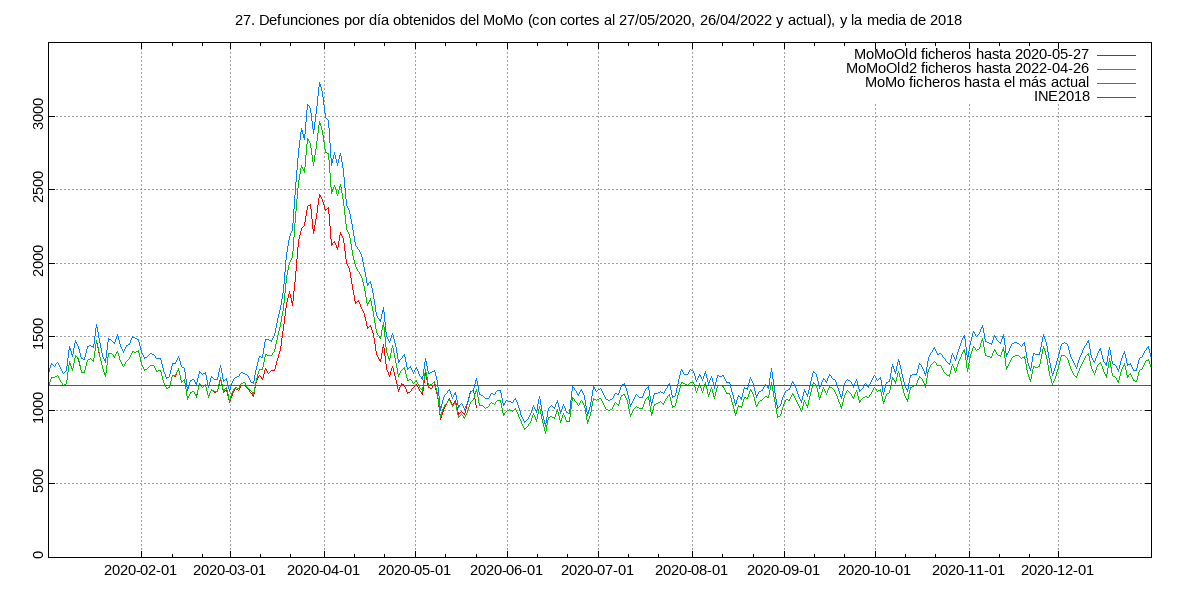 27. Defunciones por día obtenidos del MoMo (con cortes al 27/05/2020, 26/04/2022 y actual), y la media de 2018
MoMoOld ficheros hasta 2020-05-27
MoMoOld2 ficheros hasta 2022-04-26
MoMo ficheros hasta el más actual
INE2018
3000
2500
2000
1500
1000
500
0
2020-02-01 2020-03-01 2020-04-01 2020-05-01 2020-06-01 2020-07-01 2020-08-01 2020-09-01 2020-10-01 2020-11-01 2020-12-01